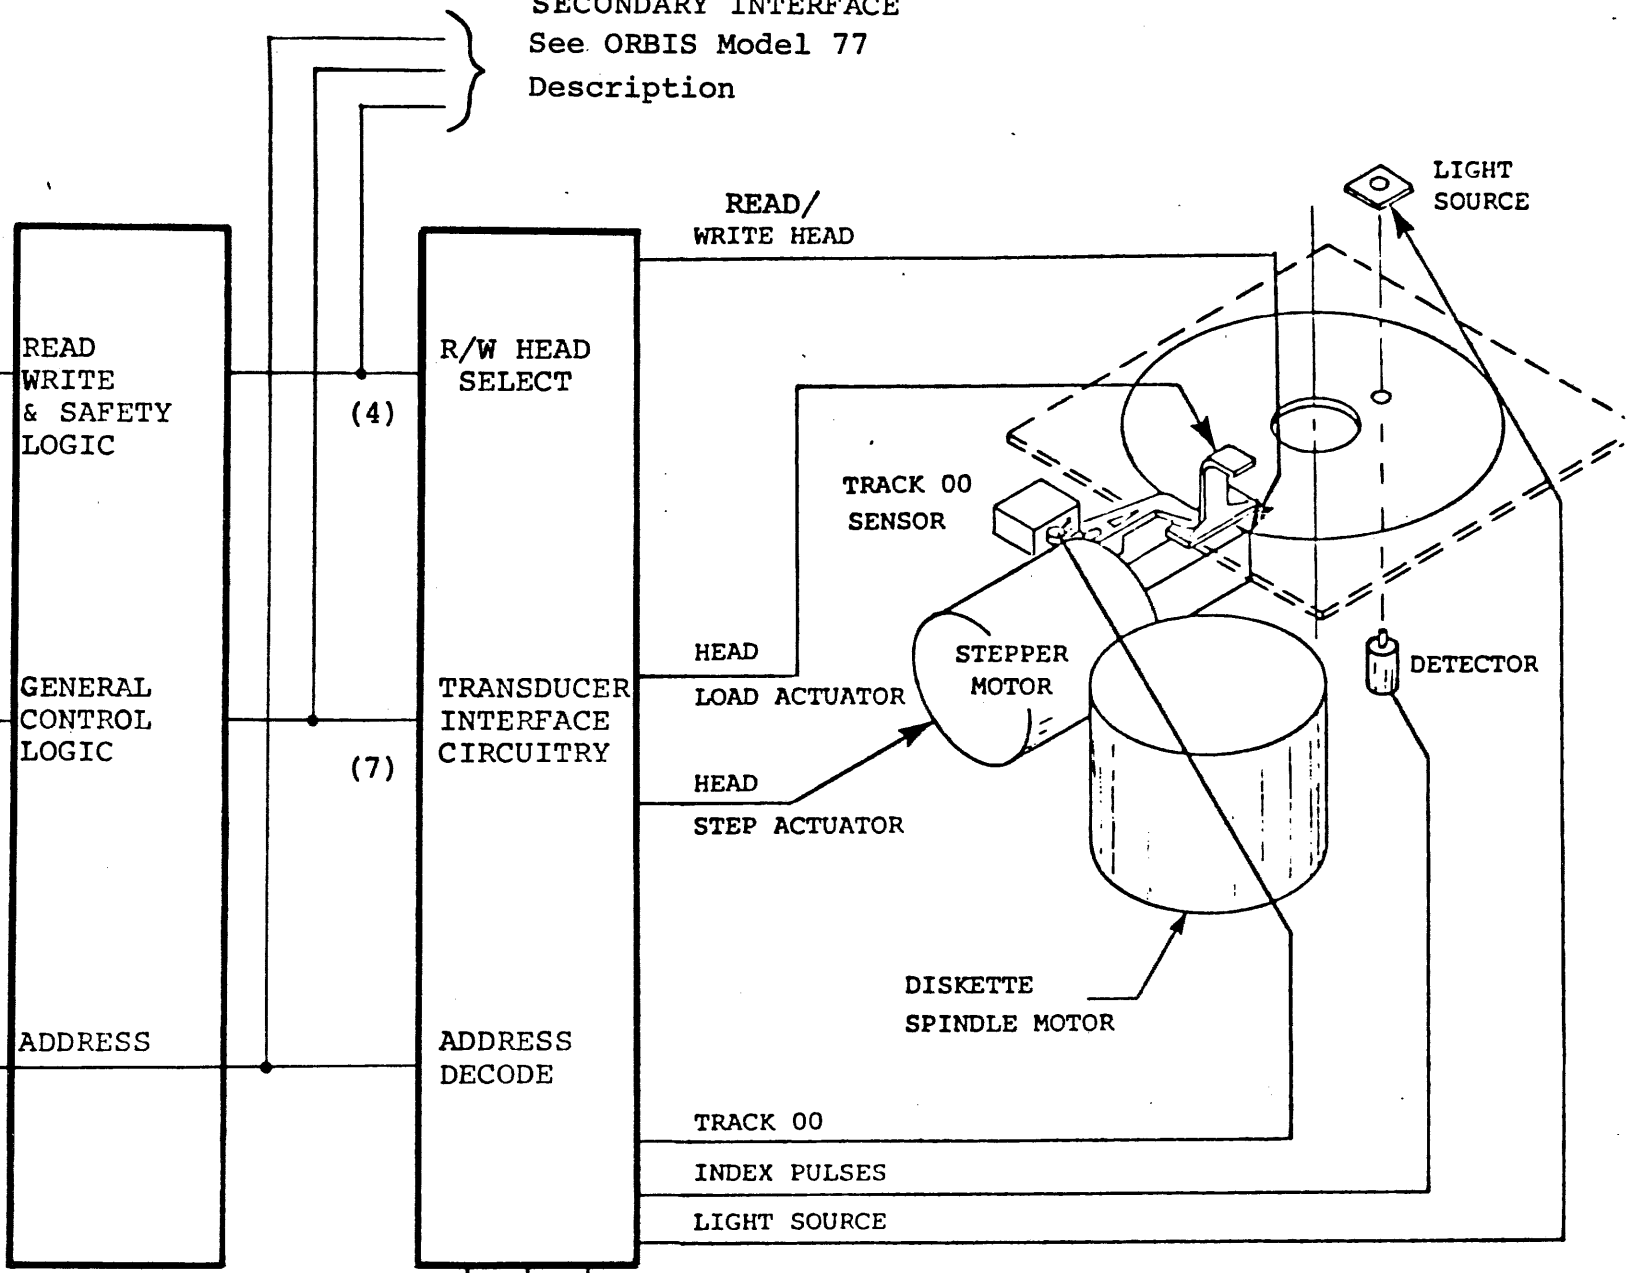 SECONDARY INTERFACE
See ORBIS Model 77
Description
LIGHT
SOURCE
READ/
WRITE HEAD
READ
WRITE
& SAFETY
LOGIC
(4)
R/W HEAD
SELECT
TRACK 00
SENSOR
HEAD
LOAD ACTUATOR
STEPPER
MOTOR
DETECTOR
GENERAL
CONTROL
LOGIC
(7)
TRANSDUCER
INTERFACE
CIRCUITRY
HEAD
STEP ACTUATOR
DISKETTE
SPINDLE MOTOR
ADDRESS
ADDRESS
DECODE
TRACK 00
INDEX PULSES
LIGHT SOURCE